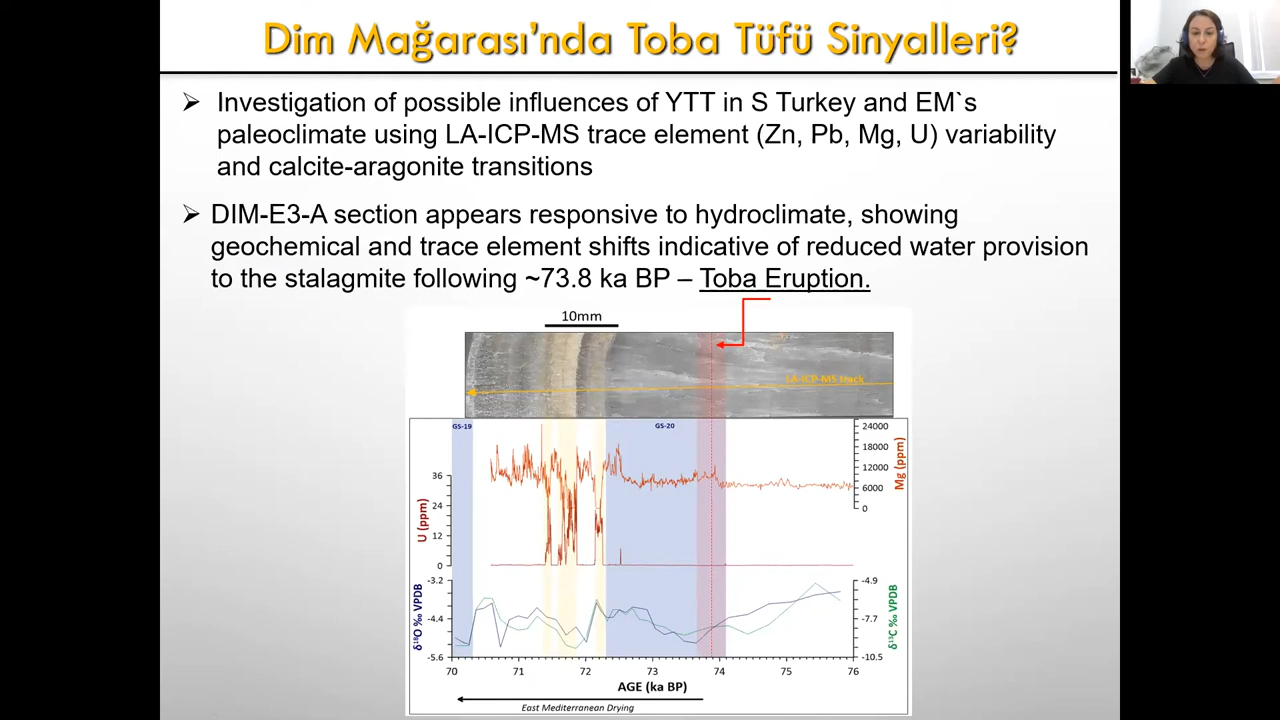 Dim Mağarası’nda Toba Tüfü Sinyalleri?
➢ Investigation of possible influences of YTT in S Turkey and EM`s
paleoclimate using LA-ICP-MS trace element (Zn, Pb, Mg, U) variability
and calcite-aragonite transitions
➢ DIM-E3-A section appears responsive to hydroclimate, showing
geochemical and trace element shifts indicative of reduced water provision
to the stalagmite following ~73.8 ka BP – Toba Eruption.
10mm
LA-ICP-MS track
GS-19
GS-20
24000
18000
12000
6000
0
Mg (ppm)
36
24
12
0
U (ppm)
-3.2
-4.4
-5.6
δ¹⁸O ‰ VPDB
-4.9
-7.7
-10.5
δ¹³C ‰ VPDB
70 71 72 73 74 75 76
AGE (ka BP)
East Mediterranean Drying